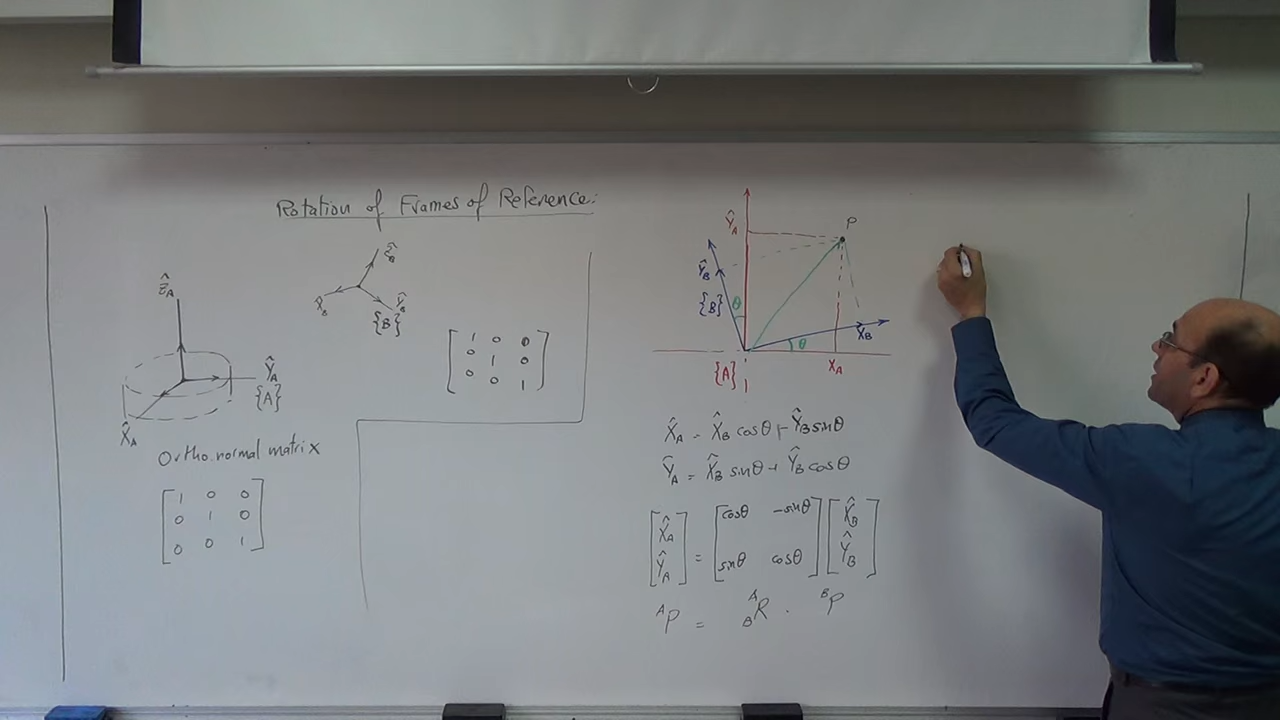 Rotation of Frames of Reference:
Ẑ_A
Ŷ_A
{A}
X̂_A
Ortho.normal matrix
[1 0 0
0 1 0
0 0 1]
Ẑ_B
X̂_B
Ŷ_B
{B}
[1 0 0
0 1 0
0 0 1]
Ŷ_A
P
Ŷ_B
{B}
θ
θ
X_B
{A}
X_A
X̂_A = X̂_B cosθ + Ŷ_B sinθ
Ŷ_A = X̂_B sinθ + Ŷ_B cosθ
[X̂_A Ŷ_A] = [cosθ -sinθ
sinθ cosθ] [X̂_B Ŷ_B]
^A P = ^A_B R · ^B P